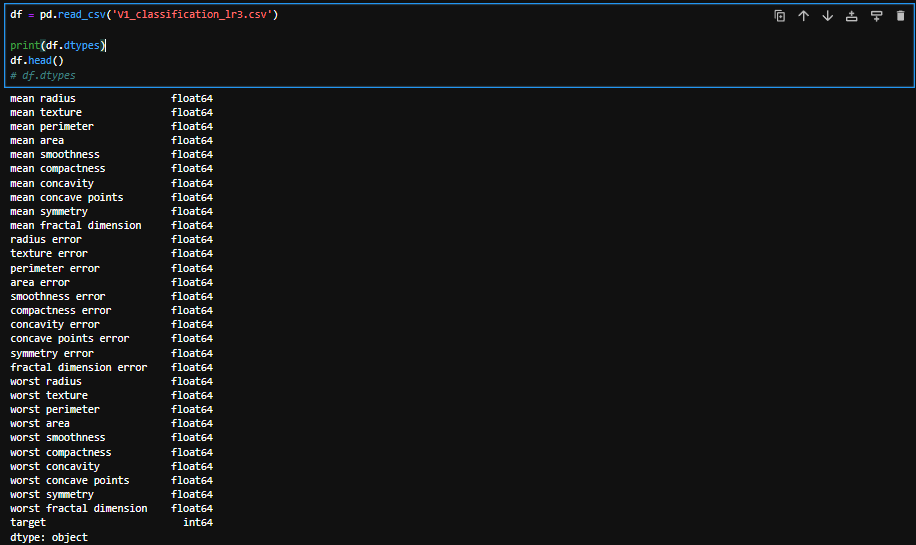 df = pd.read_csv('V1_classification_lr3.csv')
print(df.dtypes)
df.head()
# df.dtypes
mean radius float64
mean texture float64
mean perimeter float64
mean area float64
mean smoothness float64
mean compactness float64
mean concavity float64
mean concave points float64
mean symmetry float64
mean fractal dimension float64
radius error float64
texture error float64
perimeter error float64
area error float64
smoothness error float64
compactness error float64
concavity error float64
concave points error float64
symmetry error float64
fractal dimension error float64
worst radius float64
worst texture float64
worst perimeter float64
worst area float64
worst smoothness float64
worst compactness float64
worst concavity float64
worst concave points float64
worst symmetry float64
worst fractal dimension float64
target int64
dtype: object